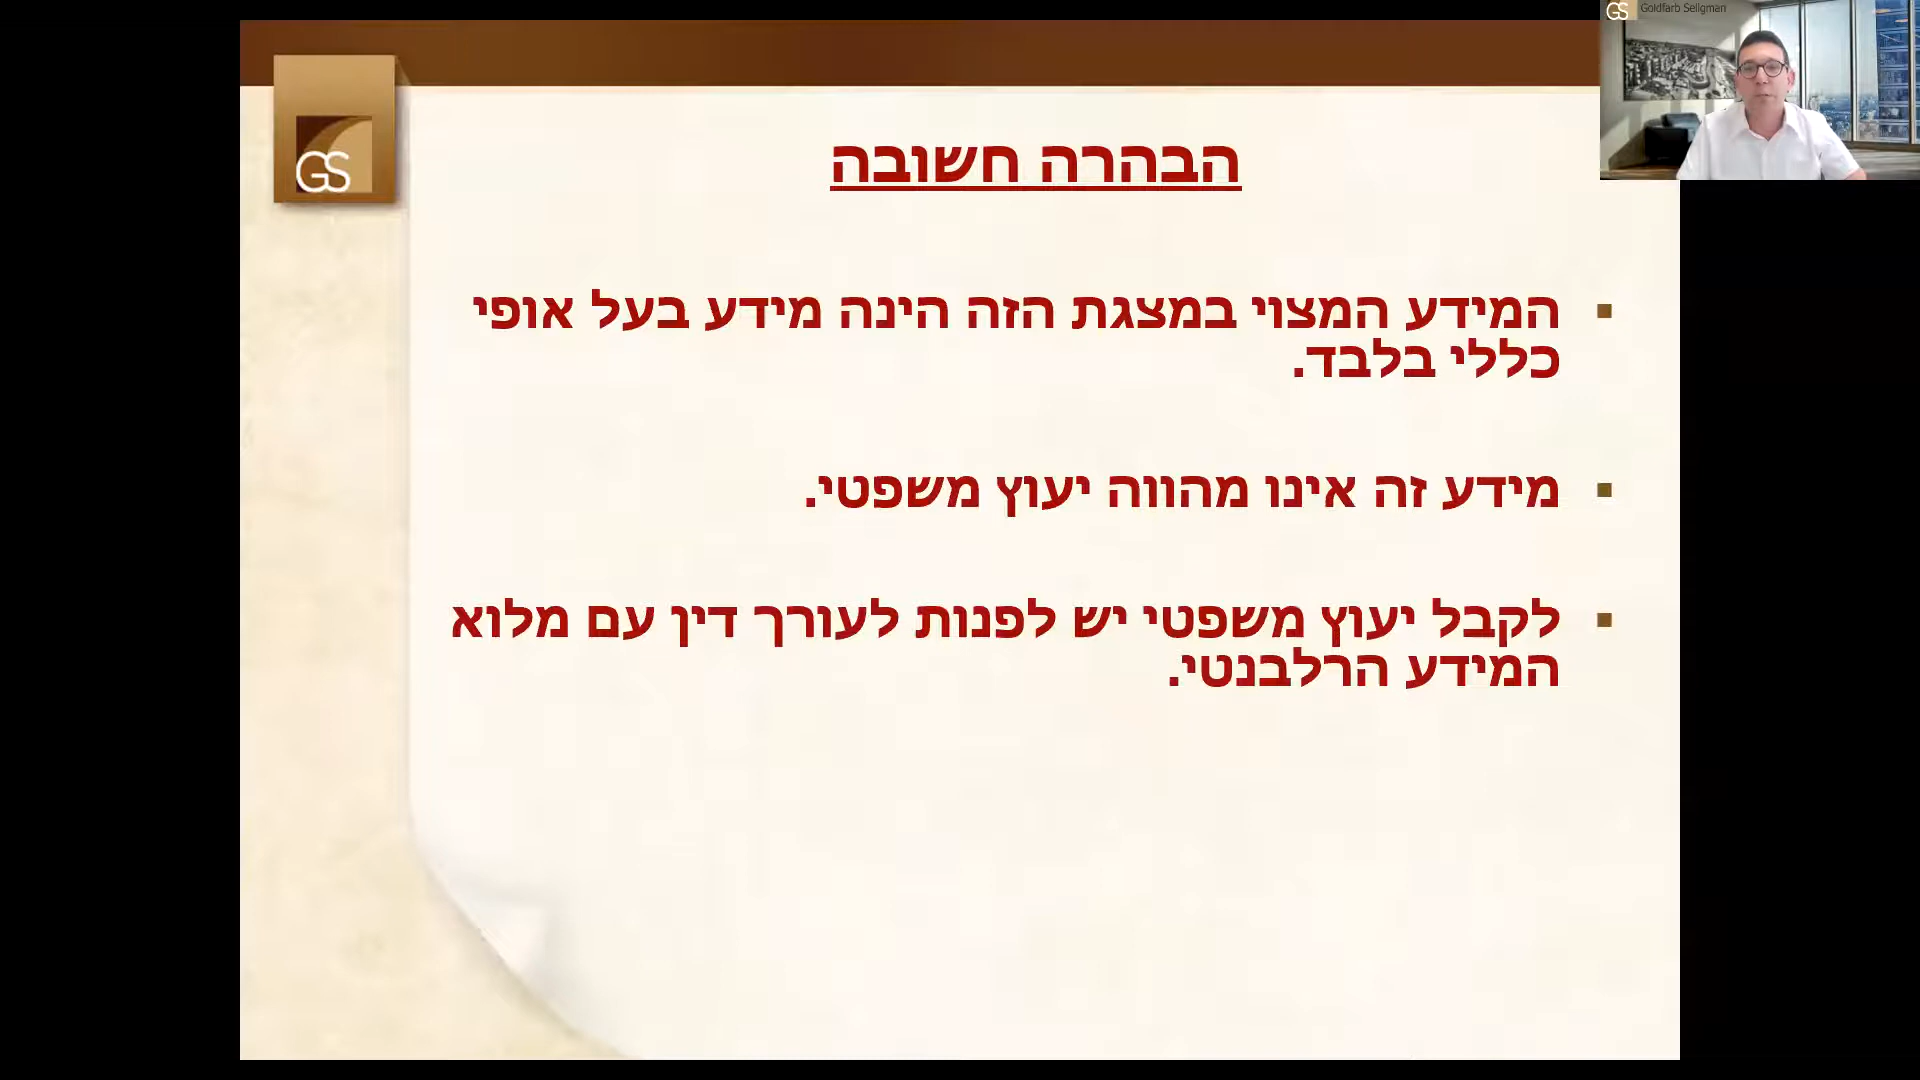 GS Goldfarb Seligman
GS
הבהרה חשובה
המידע המצוי במצגת הזה הינה מידע בעל אופי
כללי בלבד.
מידע זה אינו מהווה יעוץ משפטי.
לקבל יעוץ משפטי יש לפנות לעורך דין עם מלוא
המידע הרלבנטי.